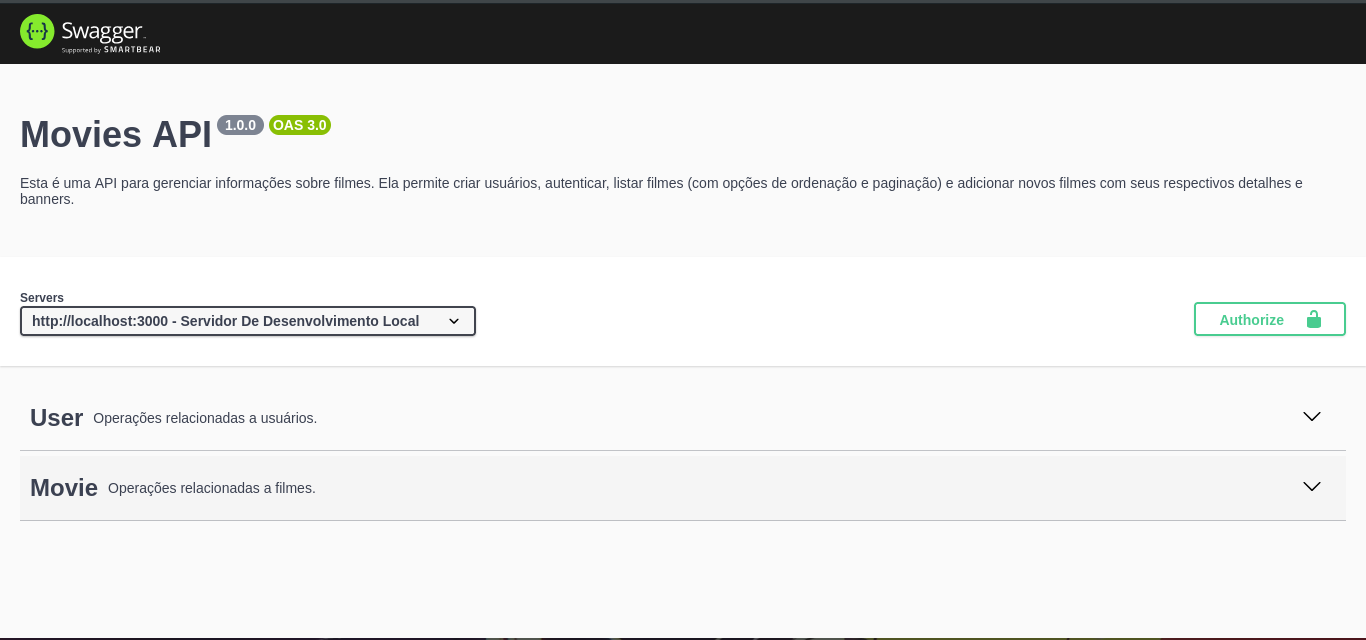 Swagger
Supported by SMARTBEAR
Movies API 1.0.0 OAS 3.0
Esta é uma API para gerenciar informações sobre filmes. Ela permite criar usuários, autenticar, listar filmes (com opções de ordenação e paginação) e adicionar novos filmes com seus respectivos detalhes e
banners.
Servers
http://localhost:3000 - Servidor De Desenvolvimento Local
Authorize
User Operações relacionadas a usuários.
Movie Operações relacionadas a filmes.